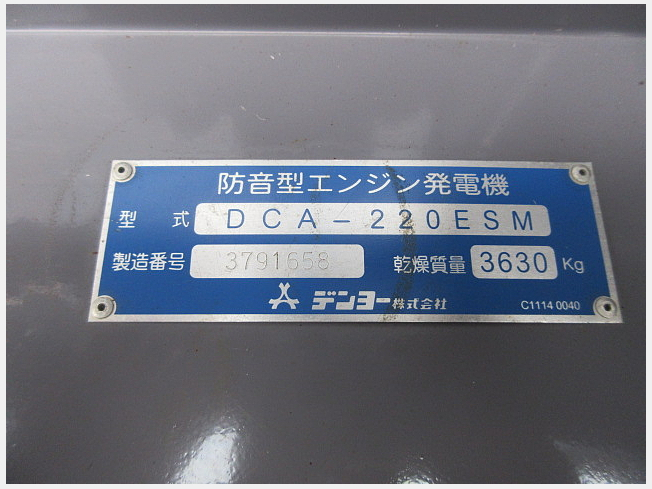 防音型エンジン発電機
型 式 DCA-220ESM
製造番号 3791658 乾燥質量 3630 Kg
デンヨー株式会社 C1114 0040